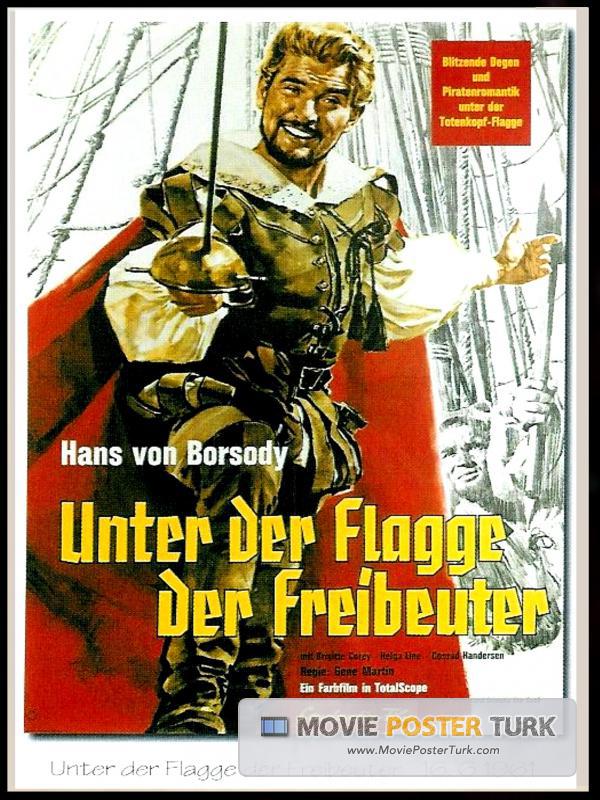 Blitzende Degen
und
Piratenromantik
unter der
Totenkopf-Flagge
Hans von Borsody
Unter der Flagge
der Freibeuter
mit Brigitte Corey · Helga Line · Conrad Handersen
Regie: Gene Martin
Ein Farbfilm in TotalScope
MOVIE POSTER TURK
www.MoviePosterTurk.com
Unter der Flagge der Freibeuter